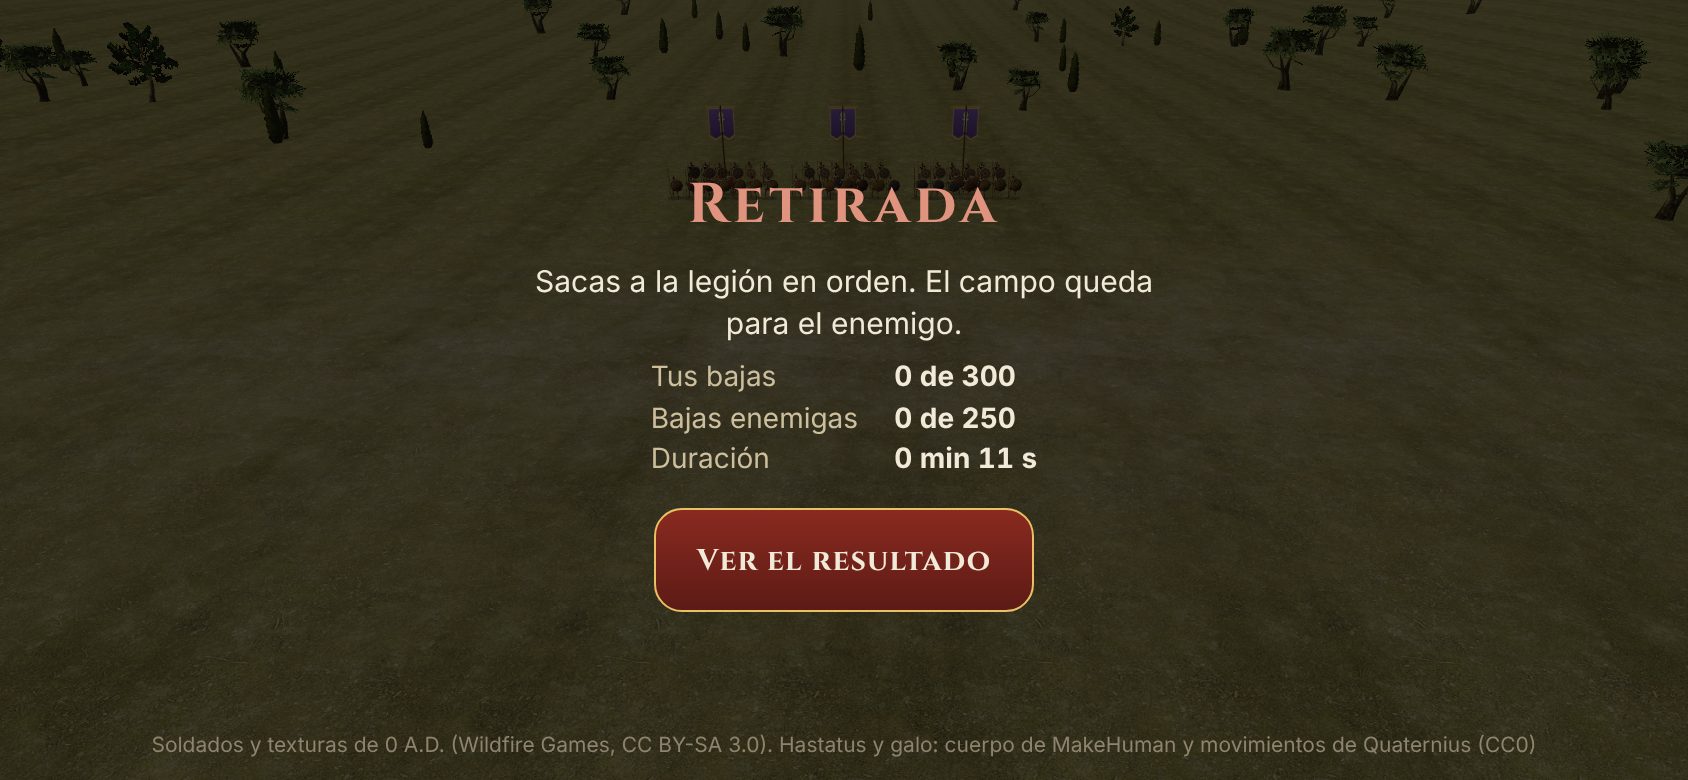 Retirada
Sacas a la legión en orden. El campo queda
para el enemigo.
Tus bajas 0 de 300
Bajas enemigas 0 de 250
Duración 0 min 11 s
Ver el resultado
Soldados y texturas de 0 A.D. (Wildfire Games, CC BY-SA 3.0). Hastatus y galo: cuerpo de MakeHuman y movimientos de Quaternius (CC0)